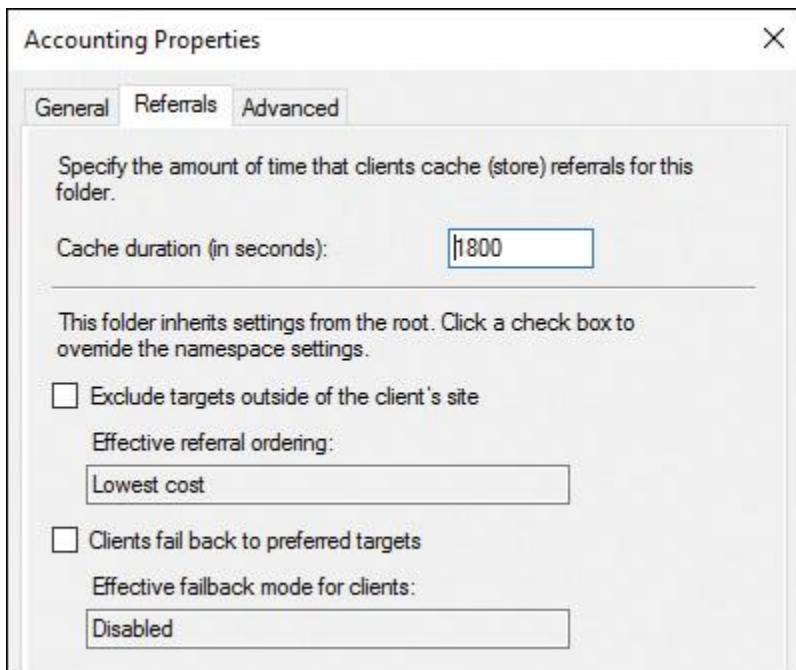 Accounting Properties
General Referrals Advanced
Specify the amount of time that clients cache (store) referrals for this
folder.
Cache duration (in seconds): 1800
This folder inherits settings from the root. Click a check box to
override the namespace settings.
Exclude targets outside of the client's site
Effective referral ordering:
Lowest cost
Clients fail back to preferred targets
Effective failback mode for clients:
Disabled